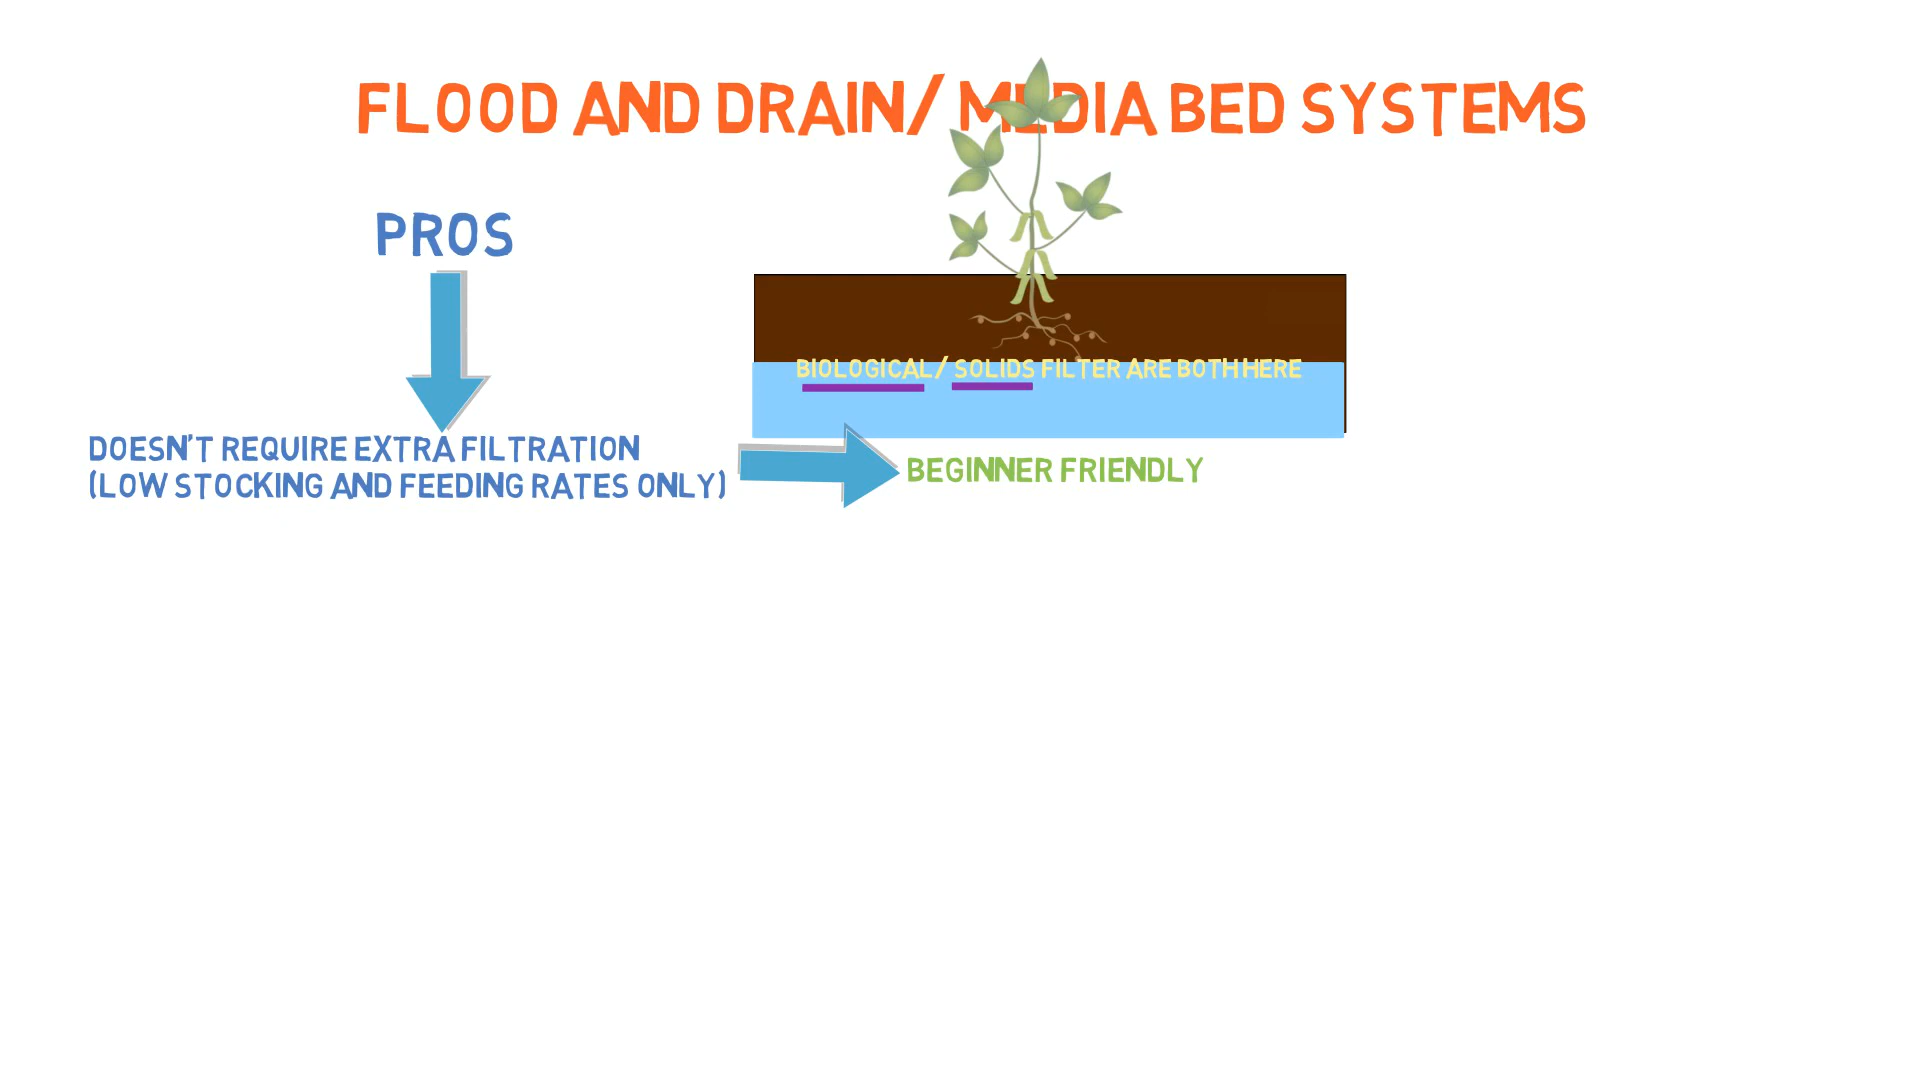 FLOOD AND DRAIN/ MEDIA BED SYSTEMS
PROS
BIOLOGICAL/ SOLIDS FILTER ARE BOTH HERE
DOESN'T REQUIRE EXTRA FILTRATION
(LOW STOCKING AND FEEDING RATES ONLY)
BEGINNER FRIENDLY